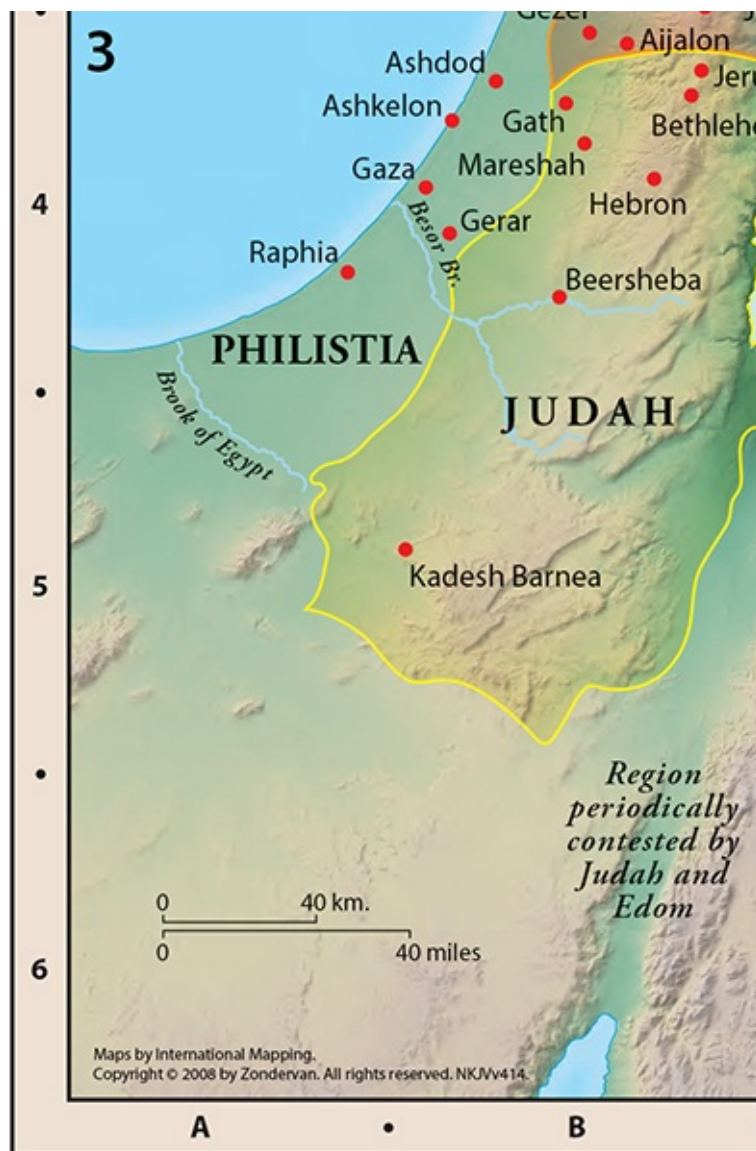 3
Aijalon
Ashdod
Ashkelon
Gath
Mareshah
Gaza
4
Hebron
Besor Br.
Gerar
Raphia
Beersheba
PHILISTIA
Brook of Egypt
JUDAH
Kadesh Barnea
5
Region
periodically
contested by
Judah and
Edom
0 40 km.
0 40 miles
6
Maps by International Mapping.
Copyright © 2008 by Zondervan. All rights reserved. NKJVv414.
A • B